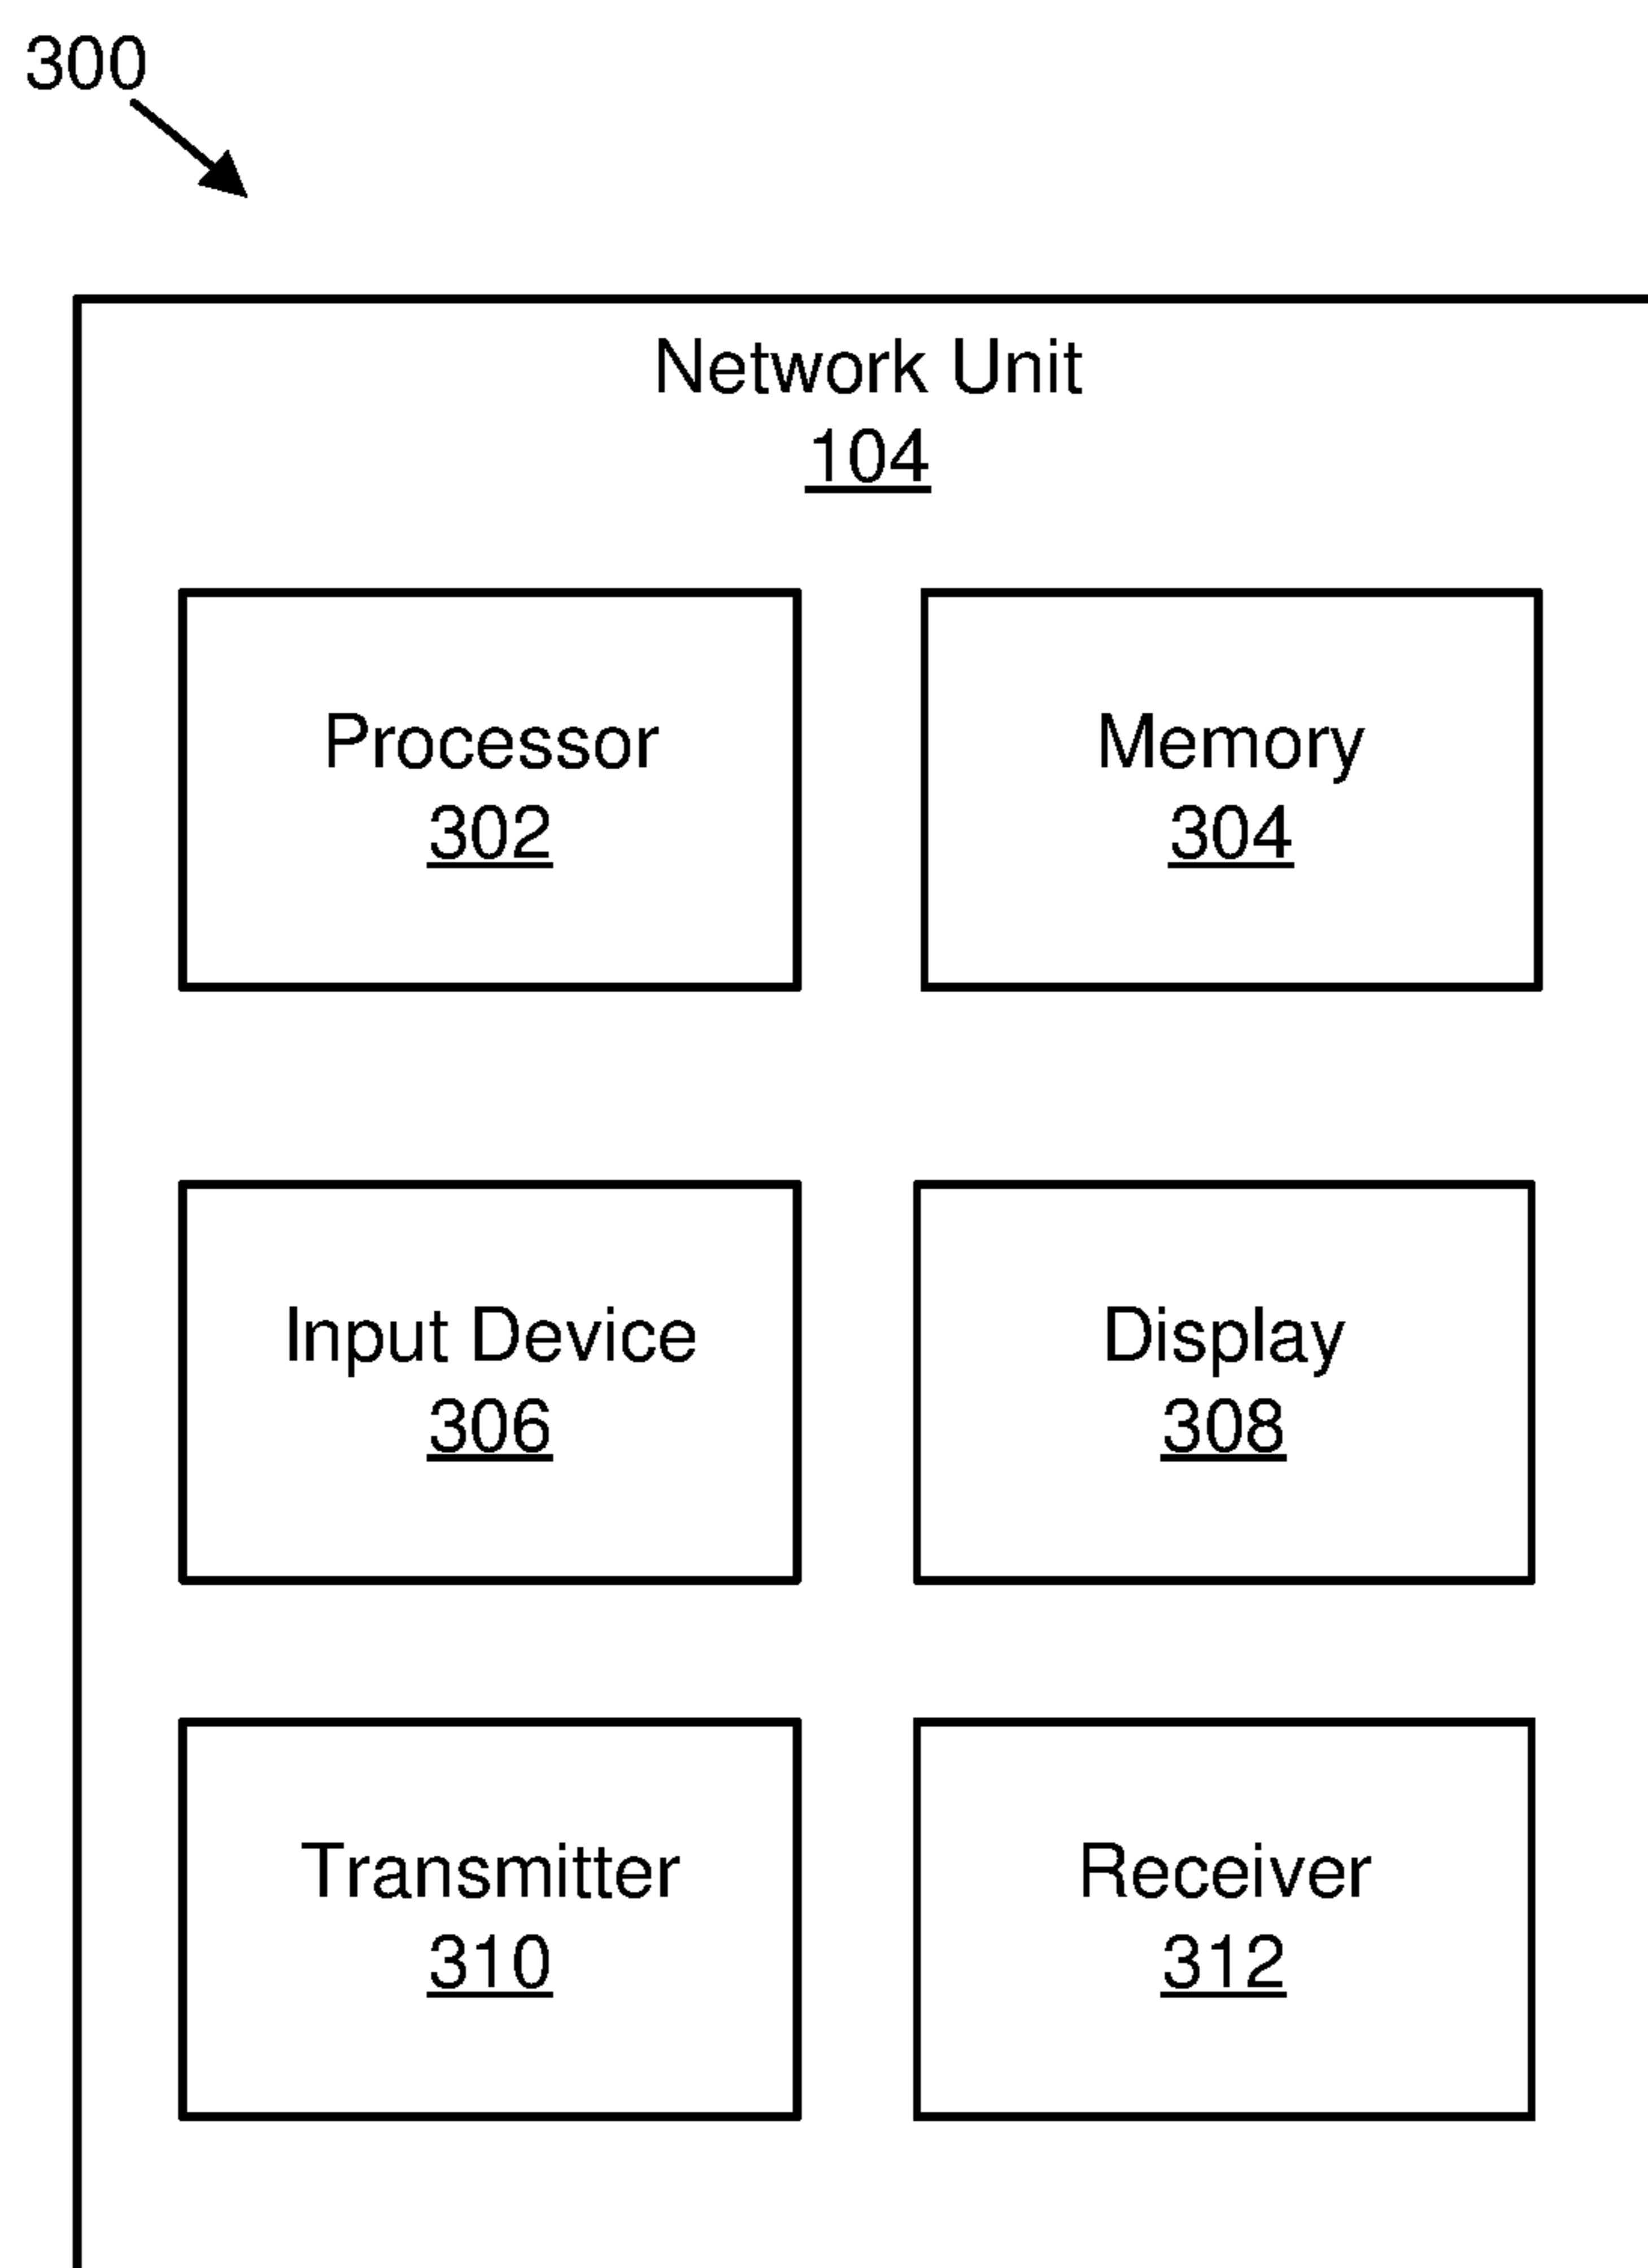 300
Network Unit
104
Processor
302
Memory
304
Input Device
306
Display
308
Transmitter
310
Receiver
312